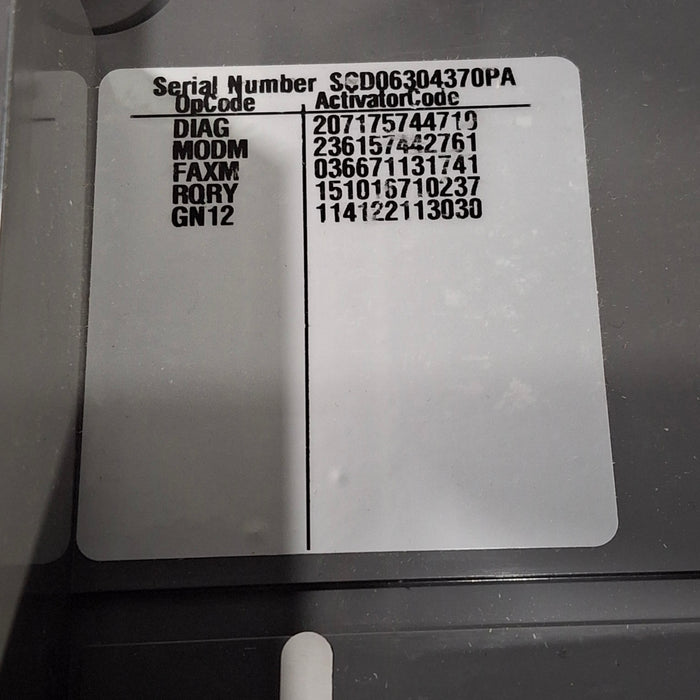 Serial Number SCD06304370PA
OpCode ActivatorCode
DIAG 207175744710
MODM 236157442761
FAXM 036671131741
RQRY 151016710237
GN12 114122113030